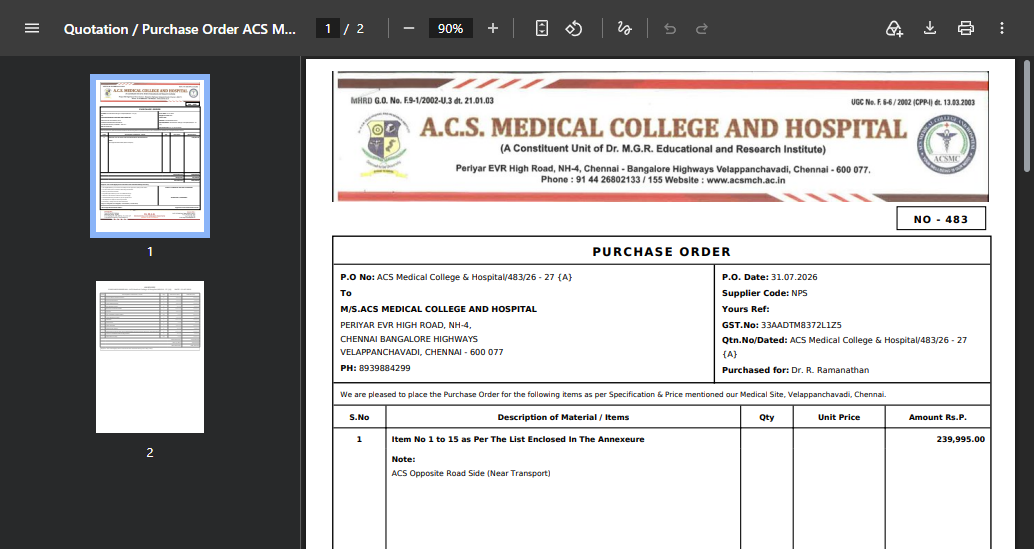 Quotation / Purchase Order ACS M...
1 / 2
90%
1
2
MHRD G.O. No. F.9-1/2002-U.3 dt. 21.01.03
UGC No. F. 6-6 / 2002 (CPP-I) dt. 13.03.2003
A.C.S. MEDICAL COLLEGE AND HOSPITAL
(A Constituent Unit of Dr. M.G.R. Educational and Research Institute)
Periyar EVR High Road, NH-4, Chennai - Bangalore Highways Velappanchavadi, Chennai - 600 077.
Phone : 91 44 26802133 / 155 Website : www.acsmch.ac.in
ACSMC
NO - 483
PURCHASE ORDER
P.O No: ACS Medical College & Hospital/483/26 - 27 {A}
To
M/S.ACS MEDICAL COLLEGE AND HOSPITAL
PERIYAR EVR HIGH ROAD, NH-4,
CHENNAI BANGALORE HIGHWAYS
VELAPPANCHAVADI, CHENNAI - 600 077
PH: 8939884299
P.O. Date: 31.07.2026
Supplier Code: NPS
Yours Ref:
GST.No: 33AADTM8372L1Z5
Qtn.No/Dated: ACS Medical College & Hospital/483/26 - 27
{A}
Purchased for: Dr. R. Ramanathan
We are pleased to place the Purchase Order for the following items as per Specification & Price mentioned our Medical Site, Velappanchavadi, Chennai.
S.No Description of Material / Items Qty Unit Price Amount Rs.P.
1 Item No 1 to 15 as Per The List Enclosed In The Annexeure 239,995.00
Note:
ACS Opposite Road Side (Near Transport)